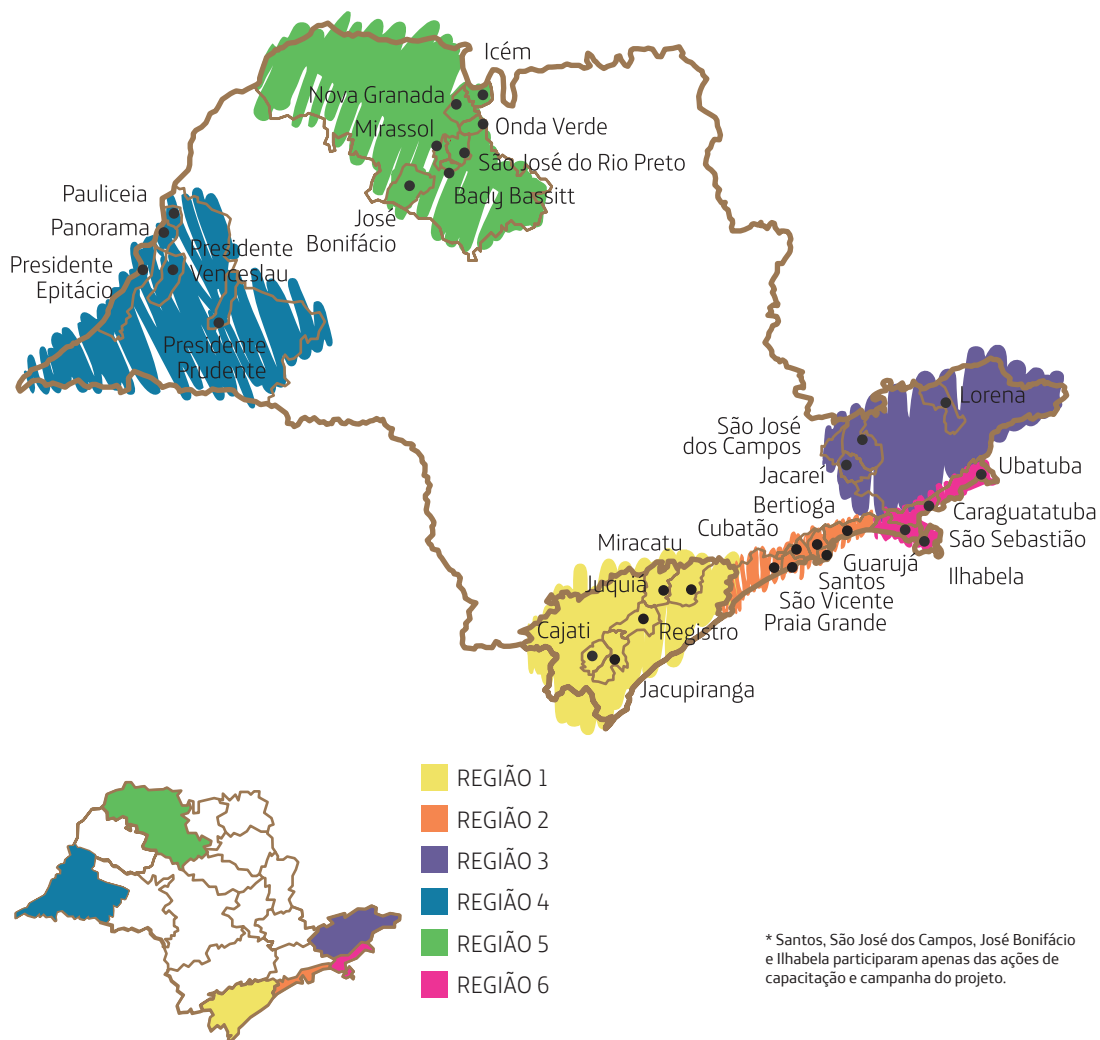 Icém
Nova Granada
Onda Verde
Mirassol
São José do Rio Preto
Bady Bassitt
José
Bonifácio
Pauliceia
Panorama
Presidente
Venceslau
Presidente
Epitácio
Presidente
Prudente
Lorena
São José
dos Campos
Jacareí
Ubatuba
Bertioga
Caraguatatuba
Cubatão
São Sebastião
Miracatu
Guarujá
Ilhabela
Juquiá
Santos
São Vicente
Praia Grande
Cajati
Registro
Jacupiranga
REGIÃO 1
REGIÃO 2
REGIÃO 3
REGIÃO 4
REGIÃO 5
REGIÃO 6
* Santos, São José dos Campos, José Bonifácio
e Ilhabela participaram apenas das ações de
capacitação e campanha do projeto.